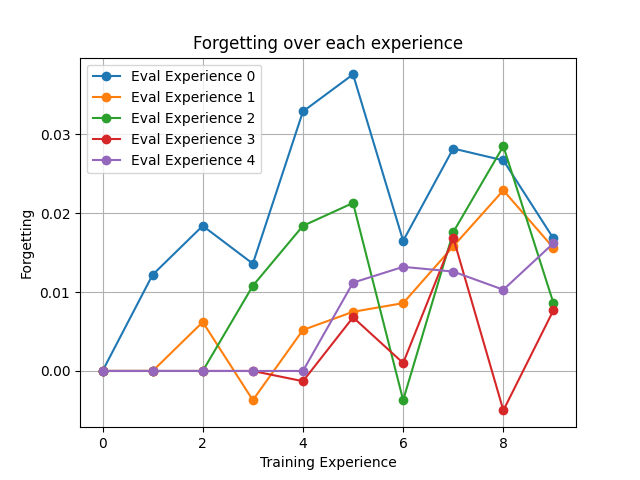 Forgetting over each experience
Eval Experience 0
Eval Experience 1
Eval Experience 2
Eval Experience 3
Eval Experience 4
0.03
0.02
0.01
0.00
Forgetting
0 2 4 6 8
Training Experience